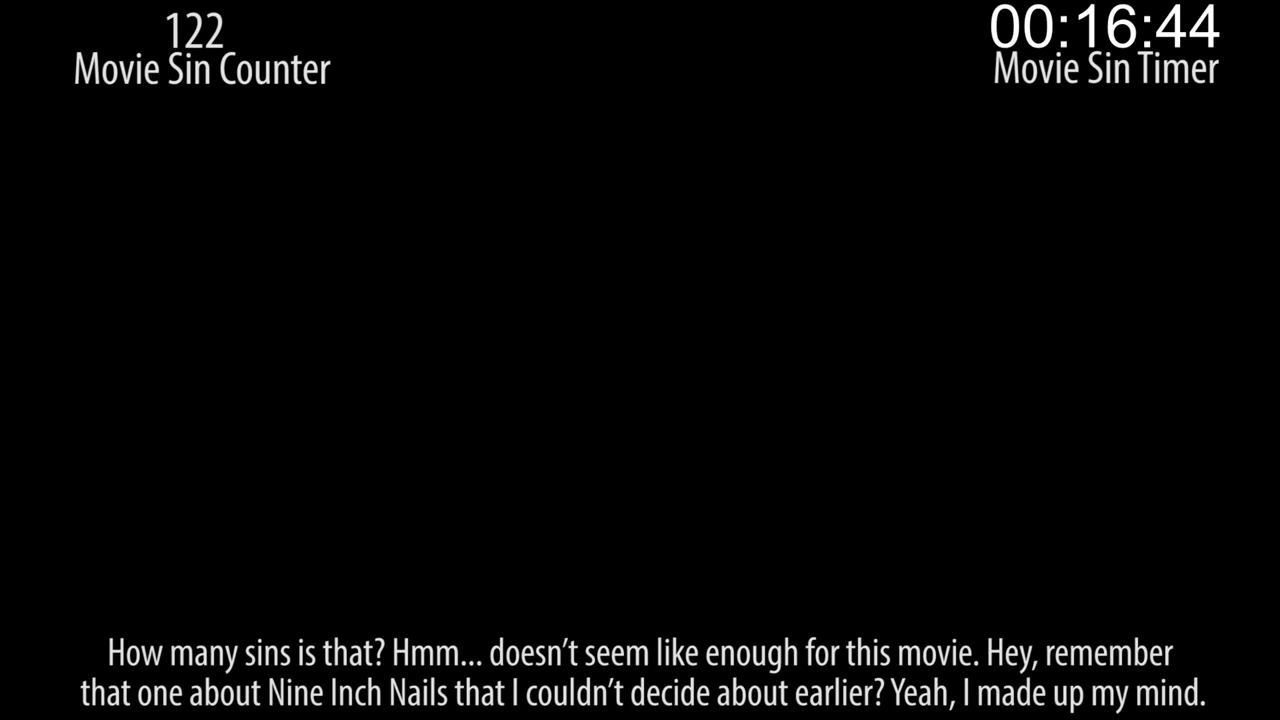 122
Movie Sin Counter
00:16:44
Movie Sin Timer
How many sins is that? Hmm... doesn’t seem like enough for this movie. Hey, remember
that one about Nine Inch Nails that I couldn’t decide about earlier? Yeah, I made up my mind.